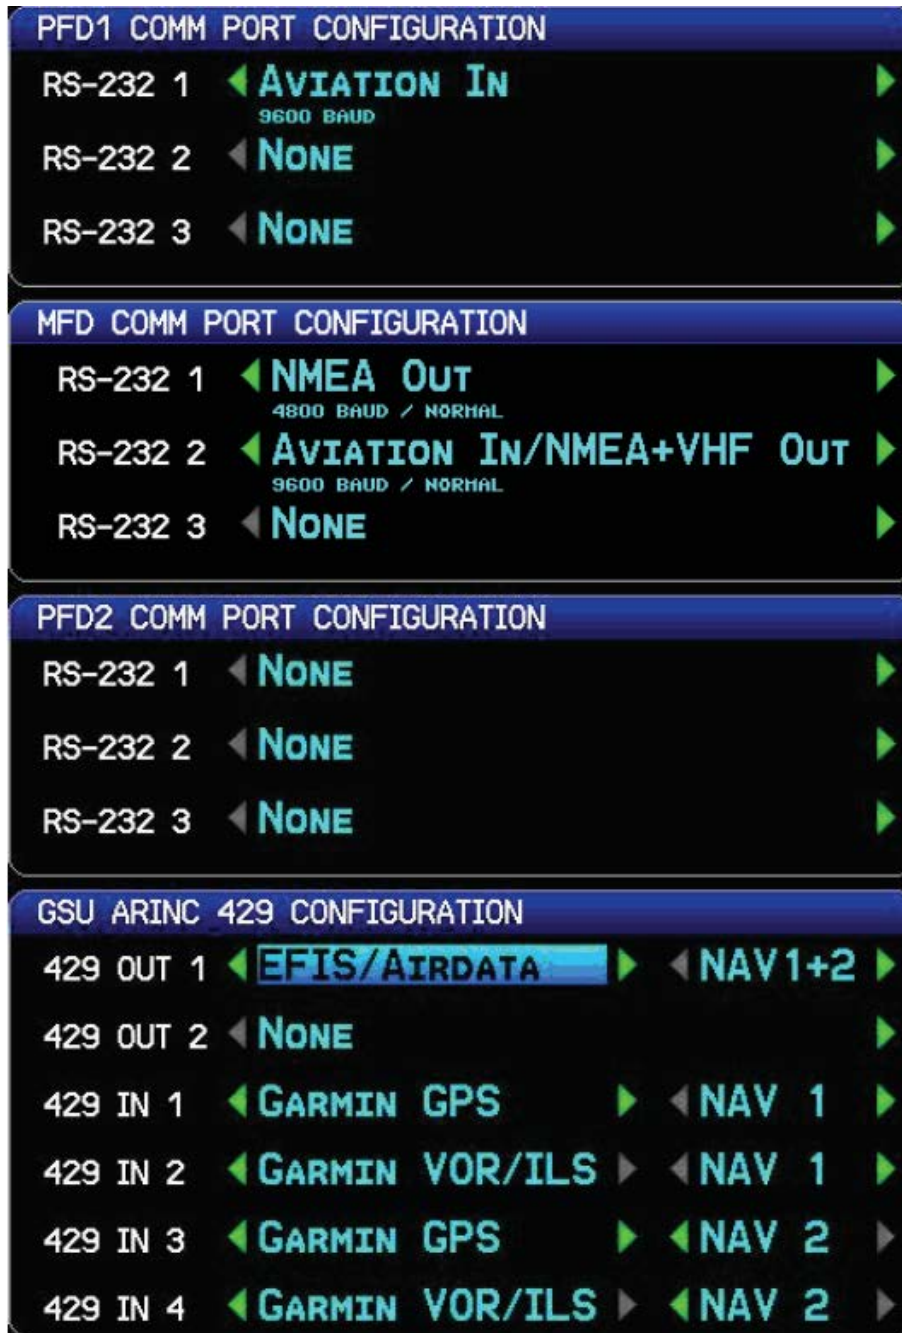 PFD1 COMM PORT CONFIGURATION
RS-232 1 AVIATION IN
9600 BAUD
RS-232 2 NONE
RS-232 3 NONE
MFD COMM PORT CONFIGURATION
RS-232 1 NMEA OUT
4800 BAUD / NORMAL
RS-232 2 AVIATION IN/NMEA+VHF OUT
9600 BAUD / NORMAL
RS-232 3 NONE
PFD2 COMM PORT CONFIGURATION
RS-232 1 NONE
RS-232 2 NONE
RS-232 3 NONE
GSU ARINC 429 CONFIGURATION
429 OUT 1 EFIS/AIRDATA NAV1+2
429 OUT 2 NONE
429 IN 1 GARMIN GPS NAV 1
429 IN 2 GARMIN VOR/ILS NAV 1
429 IN 3 GARMIN GPS NAV 2
429 IN 4 GARMIN VOR/ILS NAV 2